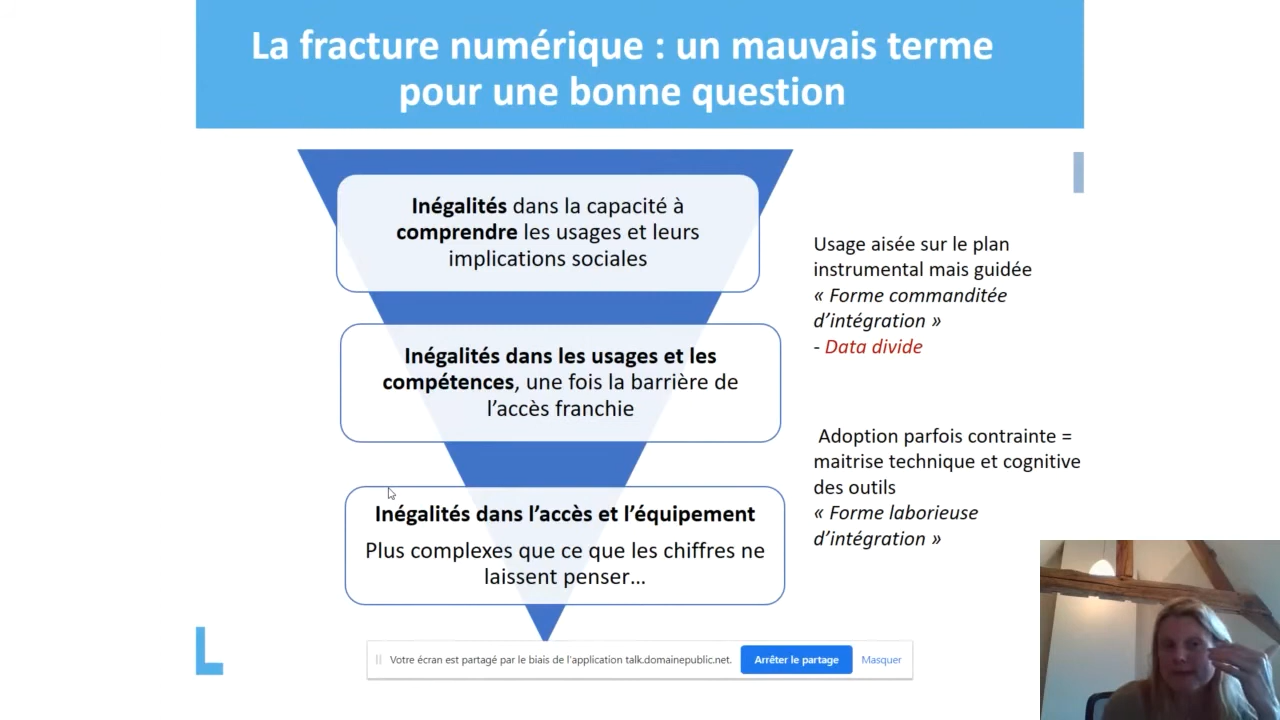 La fracture numérique : un mauvais terme
pour une bonne question
Inégalités dans la capacité à
comprendre les usages et leurs
implications sociales
Inégalités dans les usages et les
compétences, une fois la barrière de
l’accès franchie
Inégalités dans l’accès et l’équipement
Plus complexes que ce que les chiffres ne
laissent penser…
Usage aisée sur le plan
instrumental mais guidée
« Forme commanditée
d’intégration »
- Data divide
Adoption parfois contrainte =
maitrise technique et cognitive
des outils
« Forme laborieuse
d’intégration »
Votre écran est partagé par le biais de l’application talk.domainepublic.net.
Arrêter le partage
Masquer